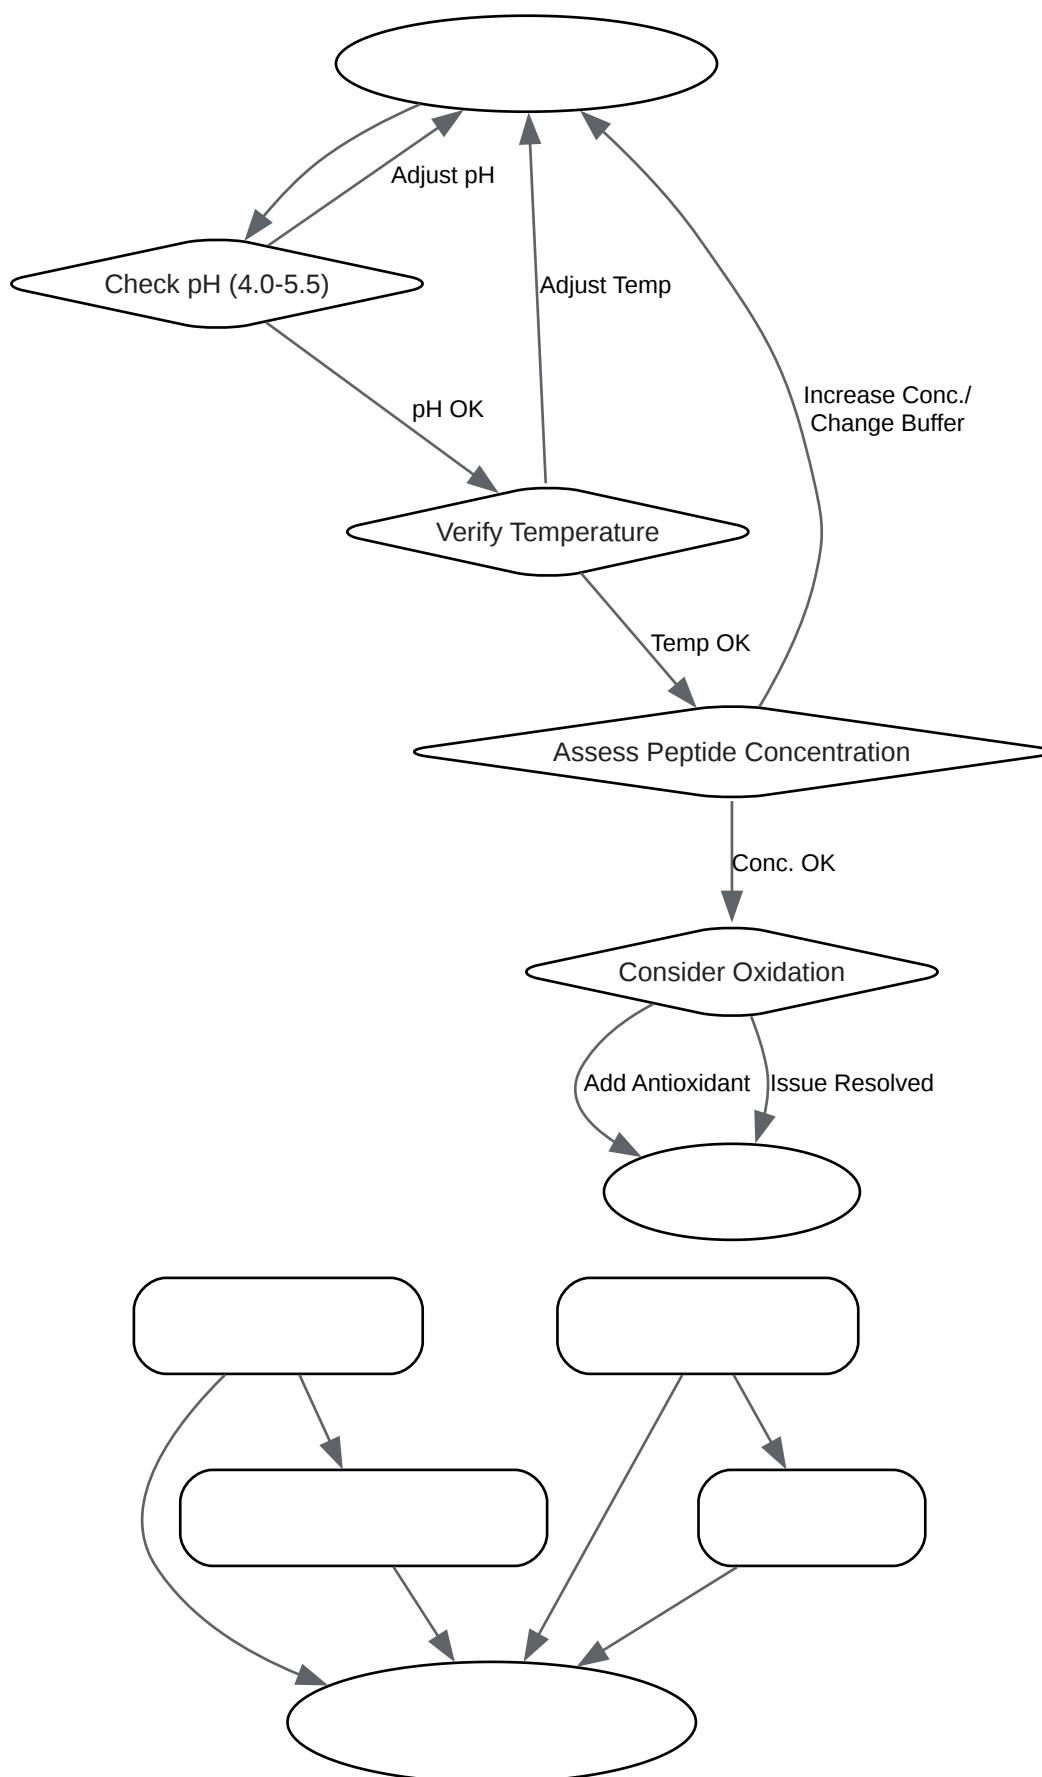 Adjust pH
Check pH (4.0-5.5)
Adjust Temp
Increase Conc./
Change Buffer
pH OK
Verify Temperature
Temp OK
Assess Peptide Concentration
Conc. OK
Consider Oxidation
Add Antioxidant
Issue Resolved